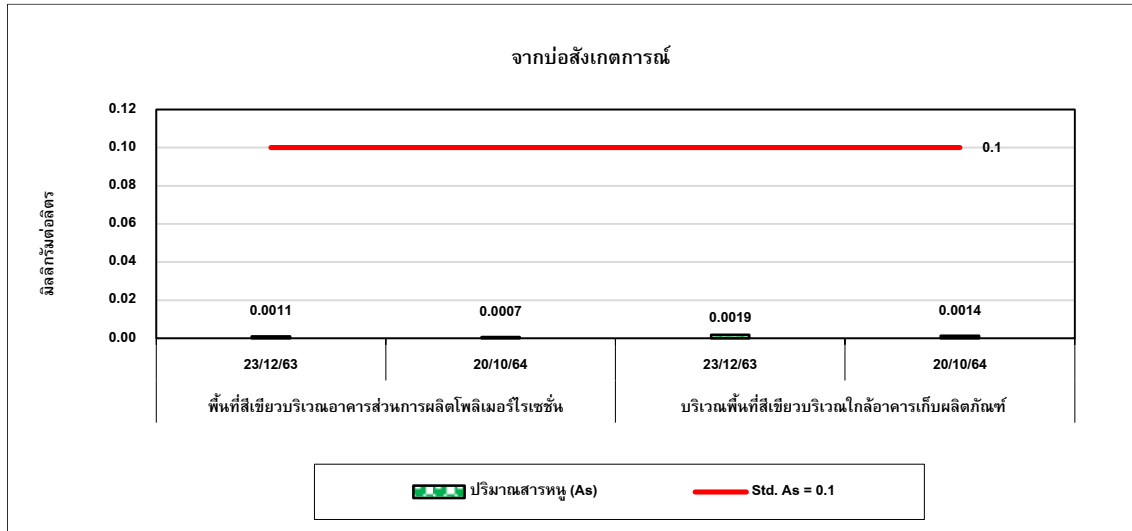 จากบ่อสังเกตการณ์
มิลลิกรัมต่อลิตร
0.12
0.10
0.08
0.06
0.04
0.02
0.00
0.1
0.0011
0.0007
0.0019
0.0014
23/12/63
20/10/64
23/12/63
20/10/64
พื้นที่สีเขียวบริเวณอาคารส่วนการผลิตโพลิเมอร์ไรเซชั่น
บริเวณพื้นที่สีเขียวบริเวณใกล้อาคารเก็บผลิตภัณฑ์
ปริมาณสารหนู (As)
Std. As = 0.1